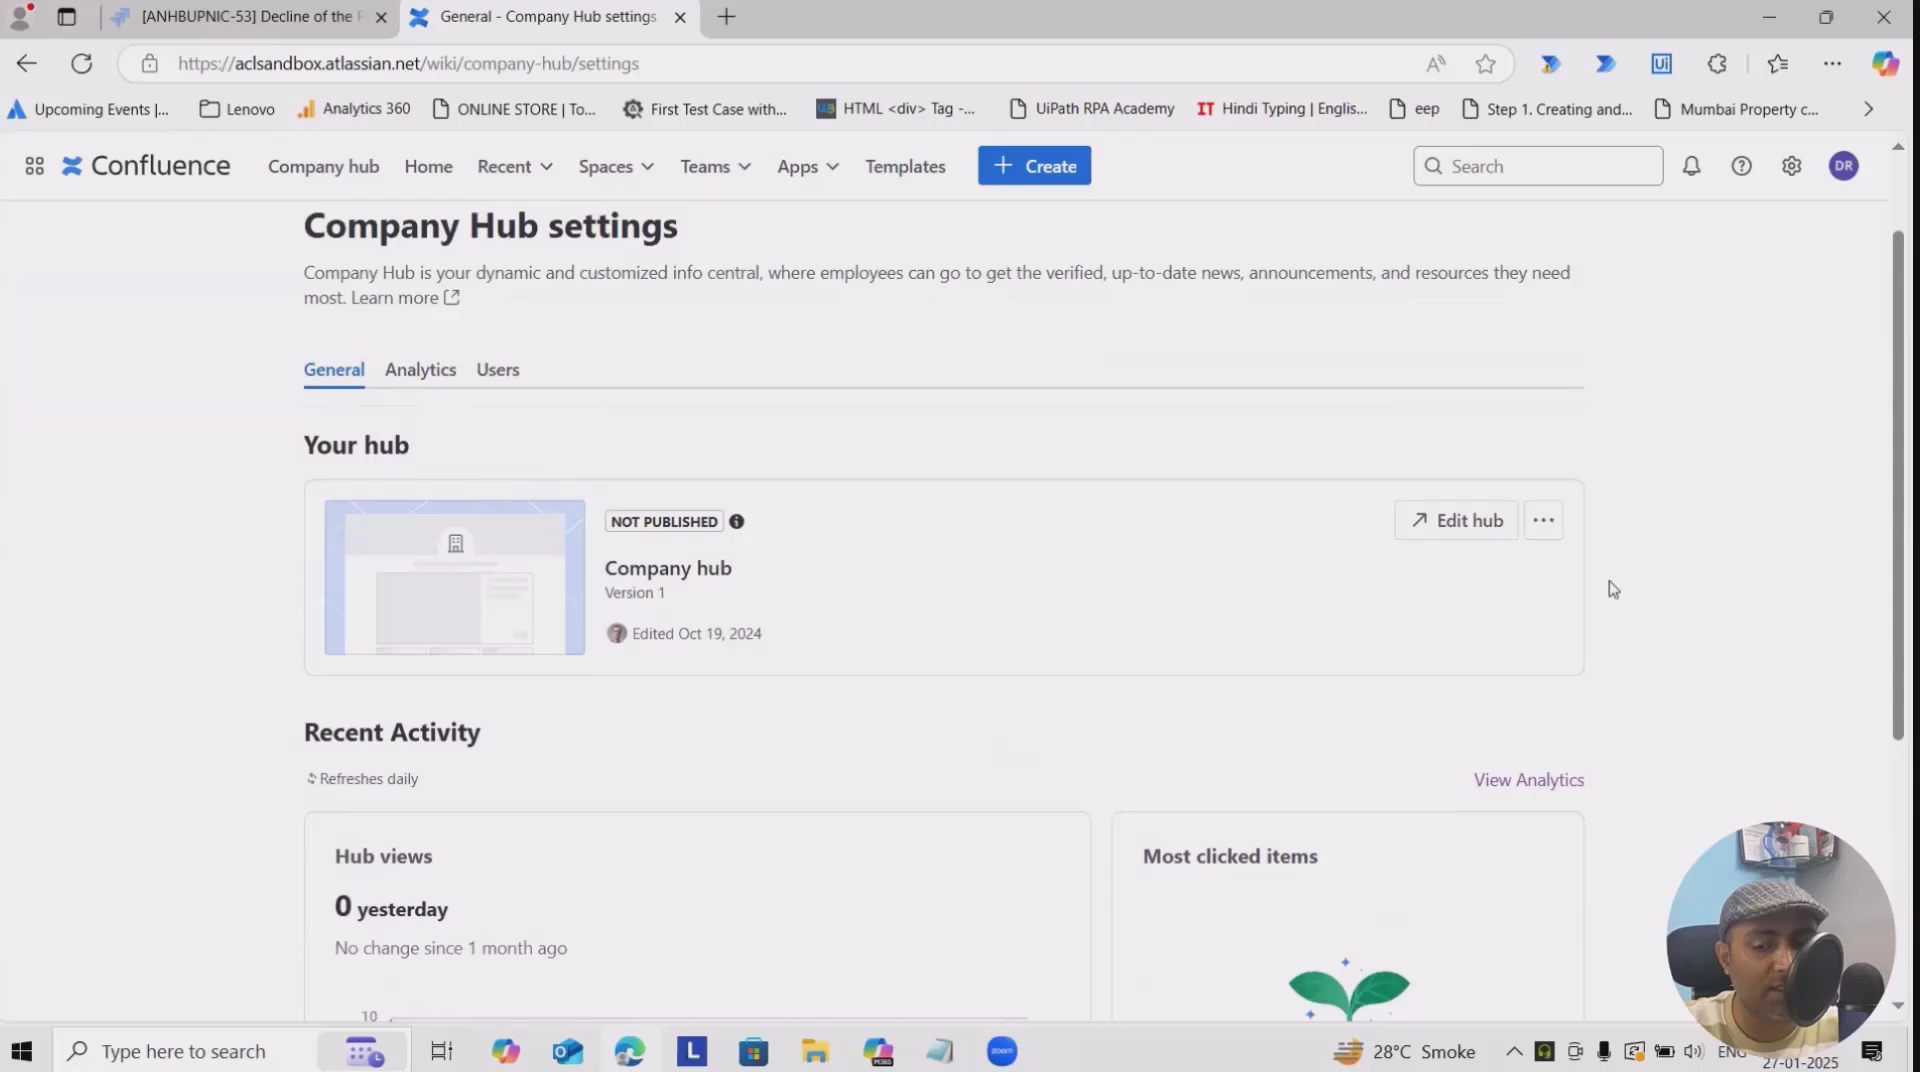 [ANHBUPNIC-53] Decline of the
General - Company Hub settings
https://aclsandbox.atlassian.net/wiki/company-hub/settings
Upcoming Events |...
Lenovo
Analytics 360
ONLINE STORE | To...
First Test Case with...
HTML <div> Tag -...
UiPath RPA Academy
IT Hindi Typing | Englis...
eep
Step 1. Creating and...
Mumbai Property c...
Confluence
Company hub
Home
Recent
Spaces
Teams
Apps
Templates
+ Create
Search
DR
Company Hub settings
Company Hub is your dynamic and customized info central, where employees can go to get the verified, up-to-date news, announcements, and resources they need
most. Learn more
General
Analytics
Users
Your hub
NOT PUBLISHED
Edit hub
Company hub
Version 1
Edited Oct 19, 2024
Recent Activity
Refreshes daily
View Analytics
Hub views
Most clicked items
0 yesterday
No change since 1 month ago
10
Type here to search
L
zoom
28°C Smoke
ENG
27-01-2025